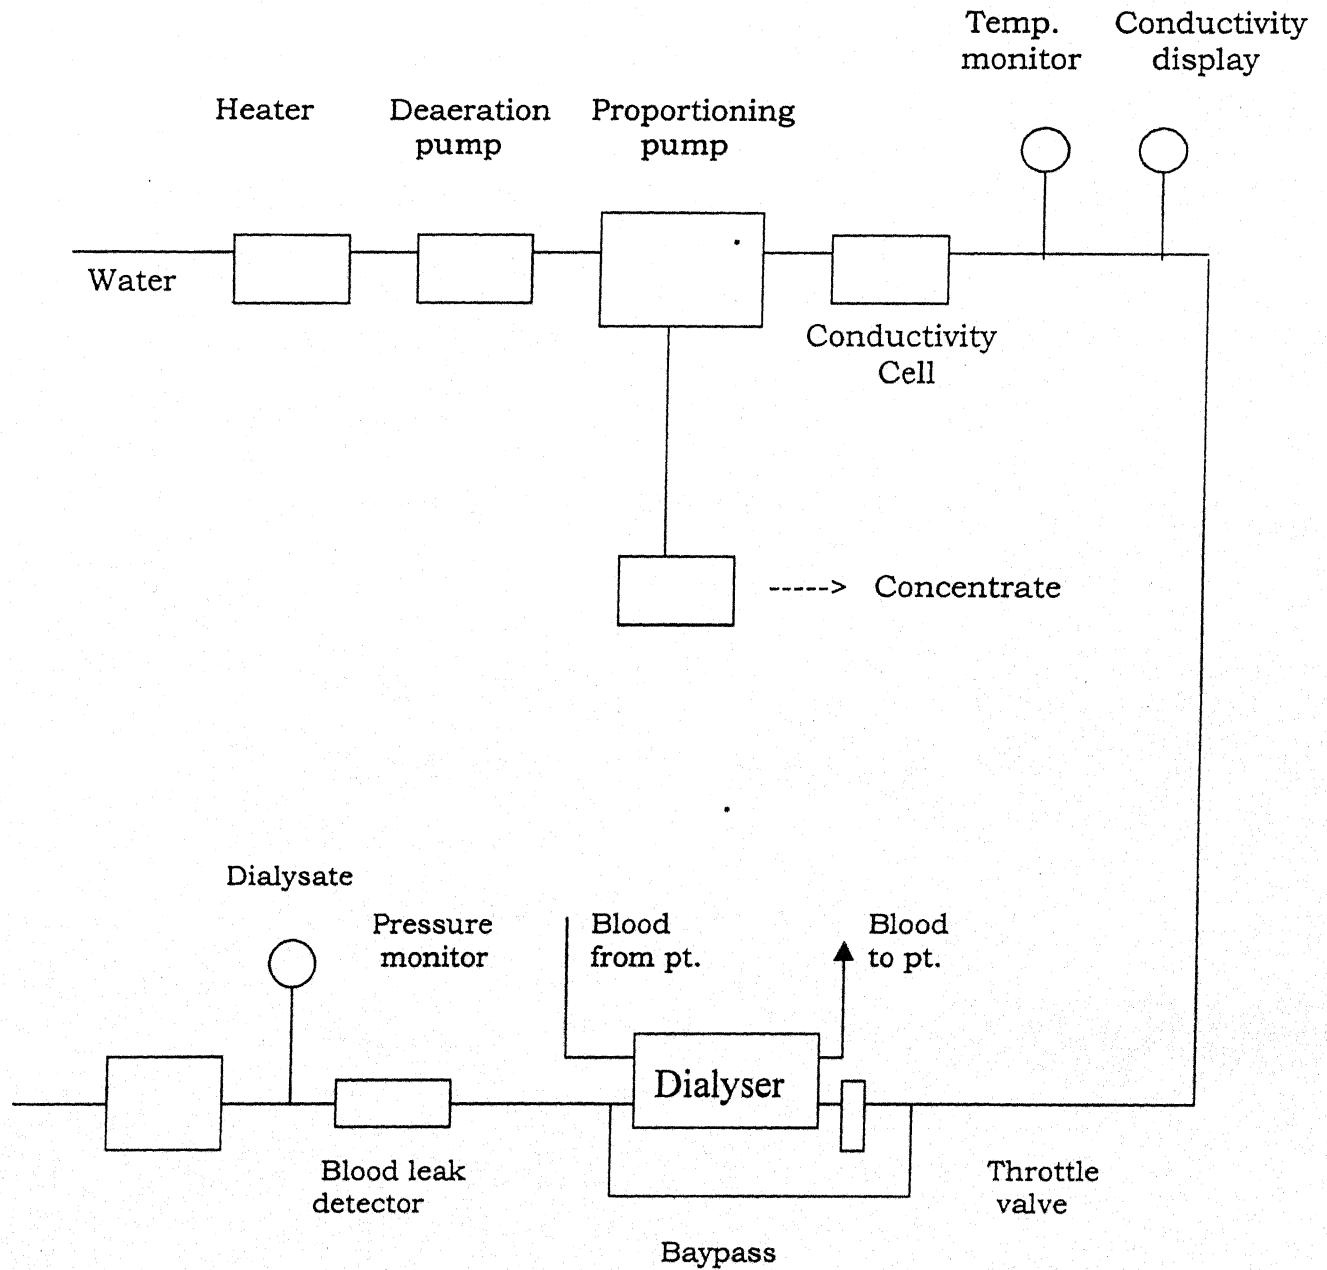 Temp.
monitor
Conductivity
display
Heater
Deaeration
pump
Proportioning
pump
Water
Conductivity
Cell
-----> Concentrate
Dialysate
Pressure
monitor
Blood
from pt.
Blood
to pt.
Dialyser
Blood leak
detector
Throttle
valve
Baypass